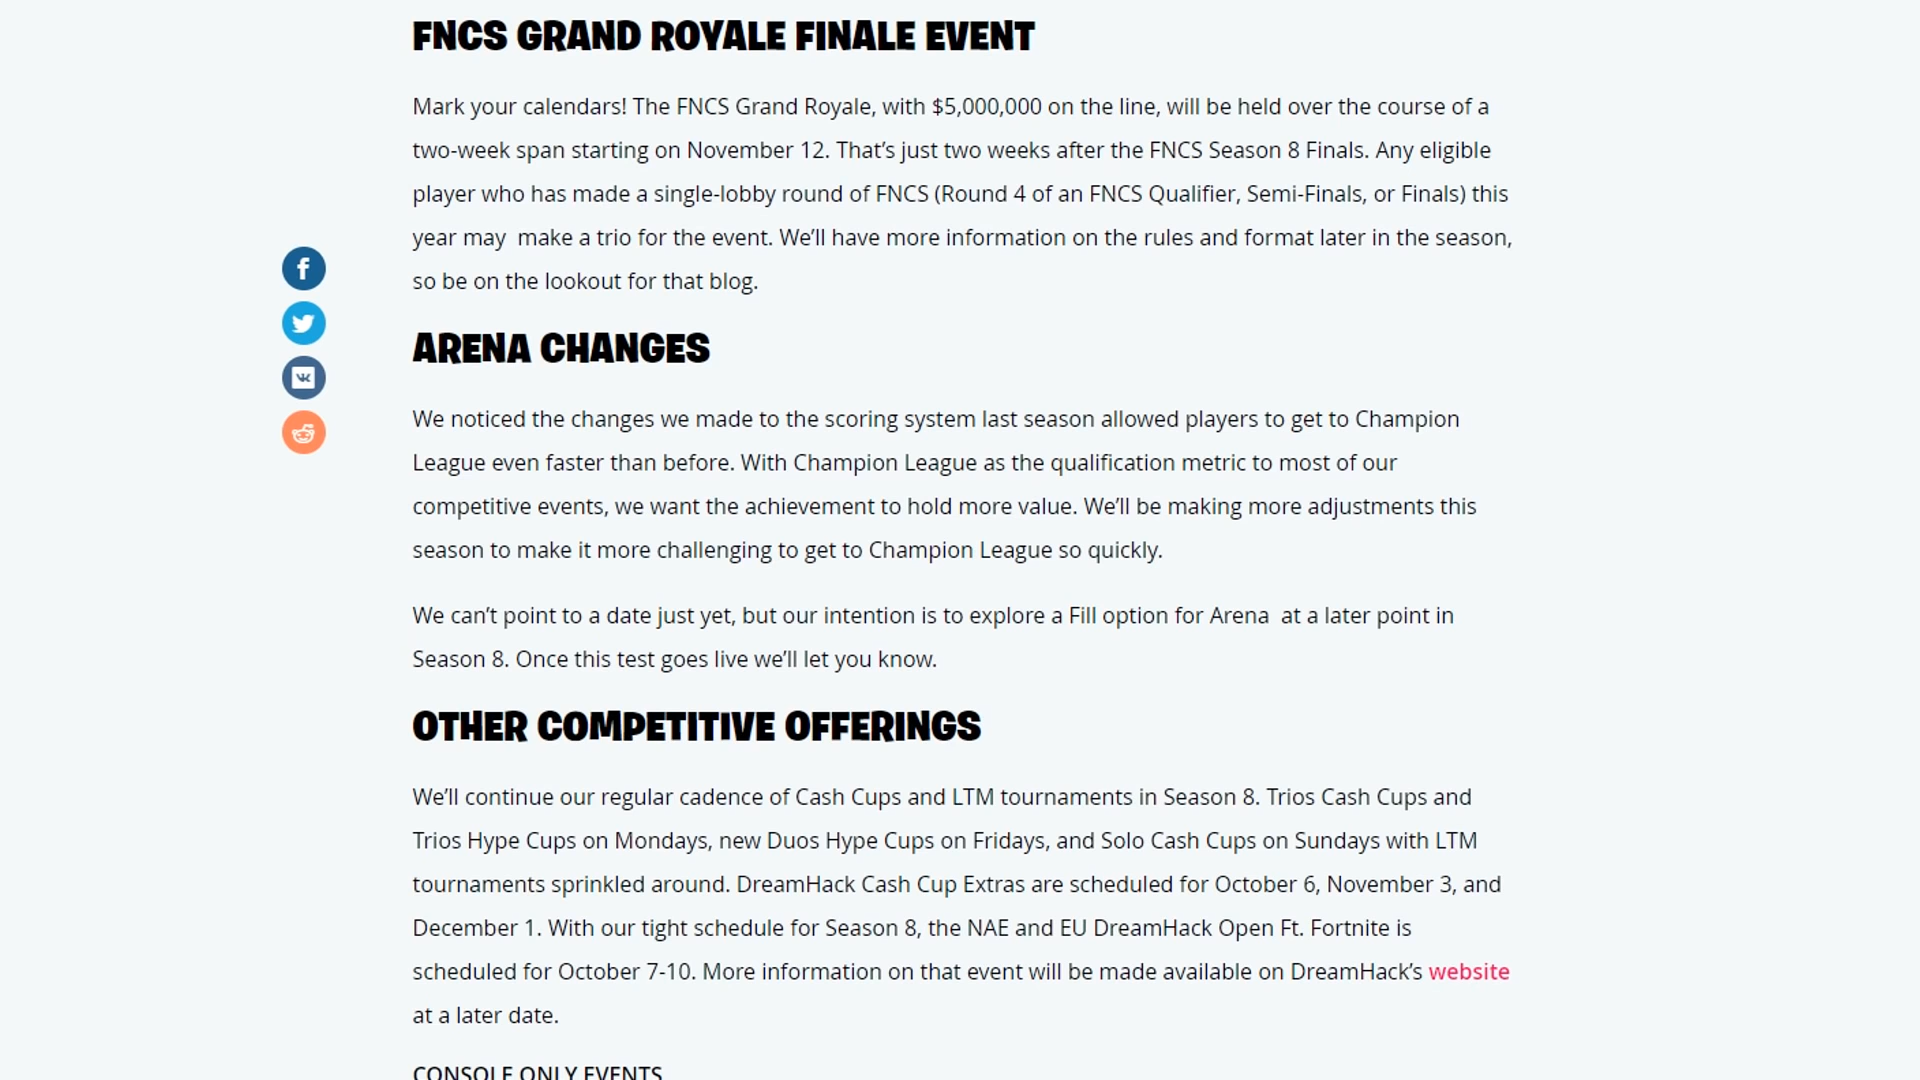 FNCS GRAND ROYALE FINALE EVENT
Mark your calendars! The FNCS Grand Royale, with $5,000,000 on the line, will be held over the course of a
two-week span starting on November 12. That’s just two weeks after the FNCS Season 8 Finals. Any eligible
player who has made a single-lobby round of FNCS (Round 4 of an FNCS Qualifier, Semi-Finals, or Finals) this
year may  make a trio for the event. We’ll have more information on the rules and format later in the season,
so be on the lookout for that blog.
ARENA CHANGES
We noticed the changes we made to the scoring system last season allowed players to get to Champion
League even faster than before. With Champion League as the qualification metric to most of our
competitive events, we want the achievement to hold more value. We’ll be making more adjustments this
season to make it more challenging to get to Champion League so quickly.
We can’t point to a date just yet, but our intention is to explore a Fill option for Arena  at a later point in
Season 8. Once this test goes live we’ll let you know.
OTHER COMPETITIVE OFFERINGS
We’ll continue our regular cadence of Cash Cups and LTM tournaments in Season 8. Trios Cash Cups and
Trios Hype Cups on Mondays, new Duos Hype Cups on Fridays, and Solo Cash Cups on Sundays with LTM
tournaments sprinkled around. DreamHack Cash Cup Extras are scheduled for October 6, November 3, and
December 1. With our tight schedule for Season 8, the NAE and EU DreamHack Open Ft. Fortnite is
scheduled for October 7-10. More information on that event will be made available on DreamHack’s website
at a later date.
CONSOLE ONLY EVENTS